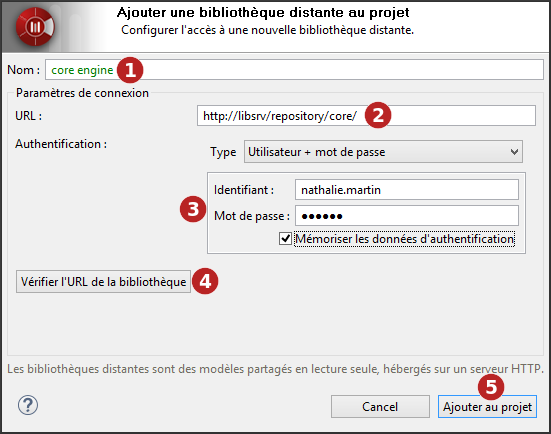 Ajouter une bibliothèque distante au projet
Configurer l'accès à une nouvelle bibliothèque distante.
Nom : core engine 1
Paramètres de connexion
URL : http://libsrv/repository/core/ 2
Authentification : Type Utilisateur + mot de passe
Identifiant : nathalie.martin
3
Mot de passe : ●●●●●●
Mémoriser les données d'authentification
Vérifier l'URL de la bibliothèque 4
Les bibliothèques distantes sont des modèles partagés en lecture seule, hébergés sur un serveur HTTP.
5
? Cancel Ajouter au projet